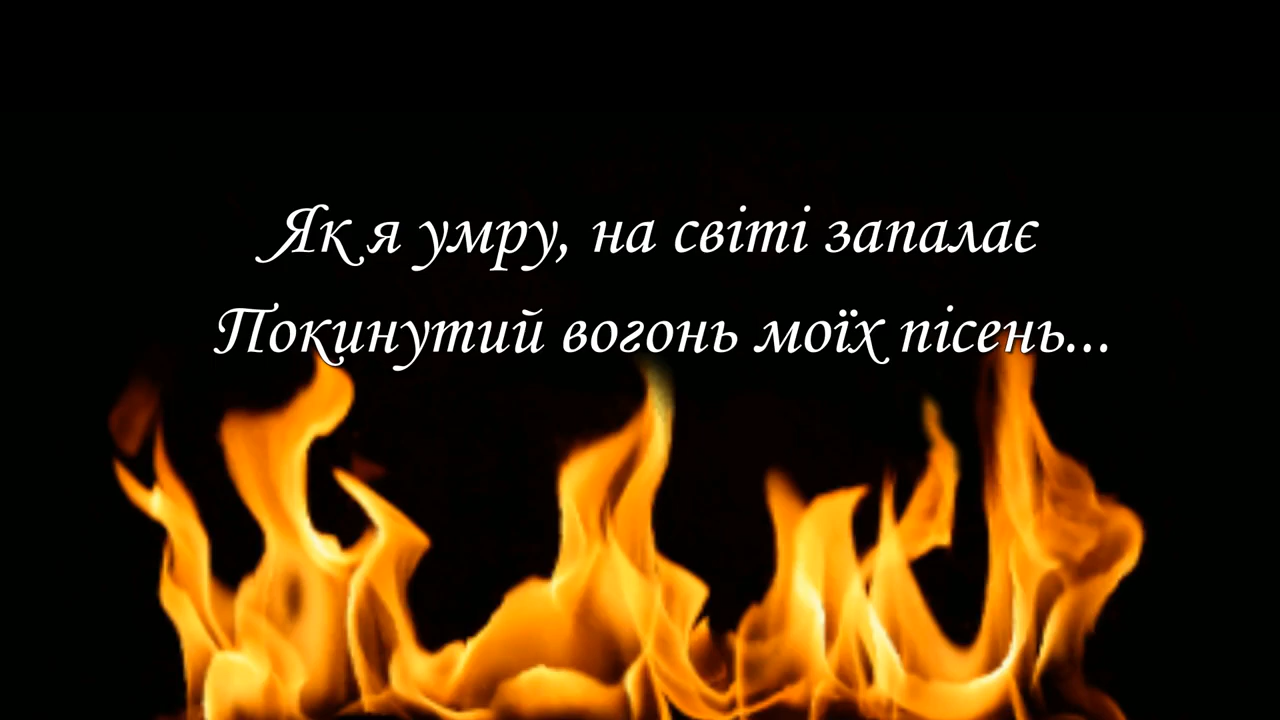 Як я умру, на світі запалає
Покинутий вогонь моїх пісень...